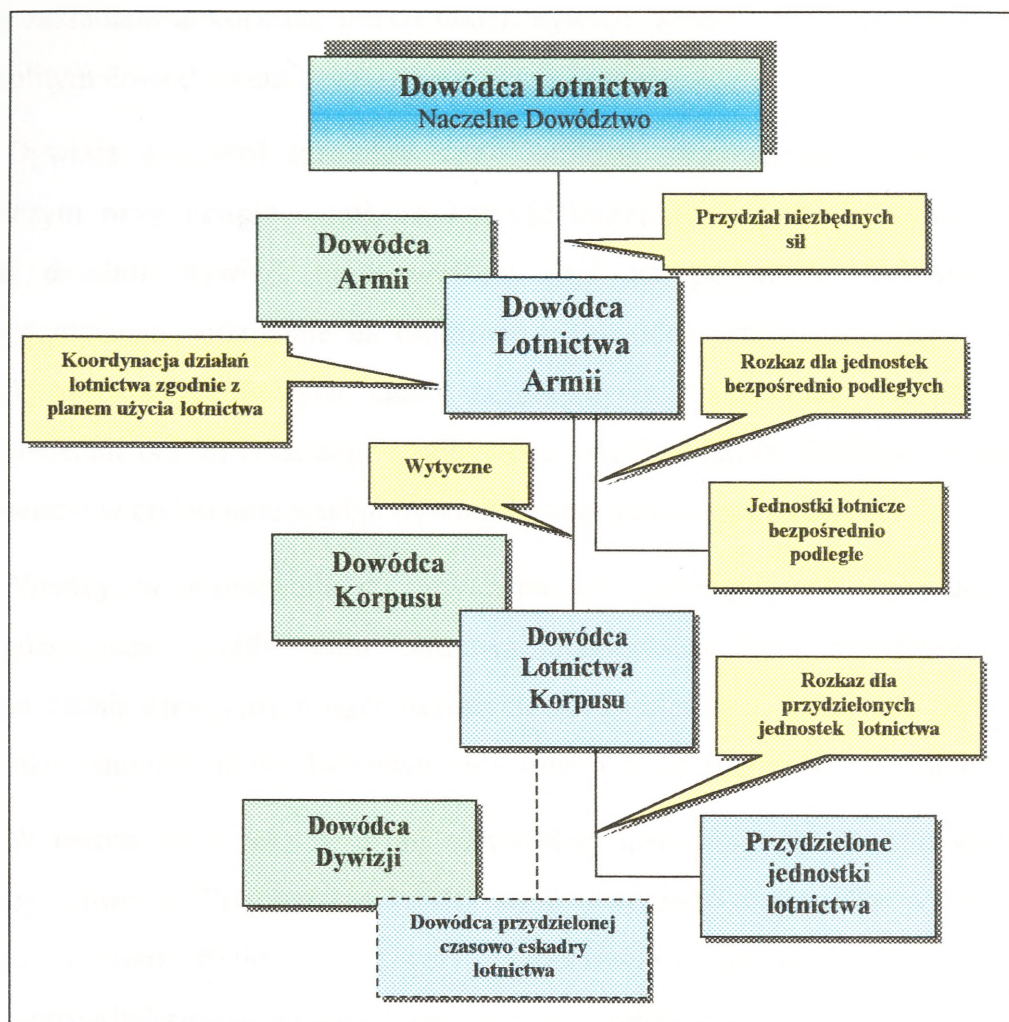 Dowódca Lotnictwa
Naczelne Dowództwo
Przydział niezbędnych
sił
Dowódca
Armii
Dowódca
Lotnictwa
Armii
Koordynacja działań
lotnictwa zgodnie z
planem użycia lotnictwa
Rozkaz dla jednostek
bezpośrednio podległych
Wytyczne
Jednostki lotnicze
bezpośrednio
podległe
Dowódca
Korpusu
Dowódca
Lotnictwa
Korpusu
Rozkaz dla
przydzielonych
jednostek lotnictwa
Dowódca
Dywizji
Przydzielone
jednostki
lotnictwa
Dowódca przydzielonej
czasowo eskadry
lotnictwa